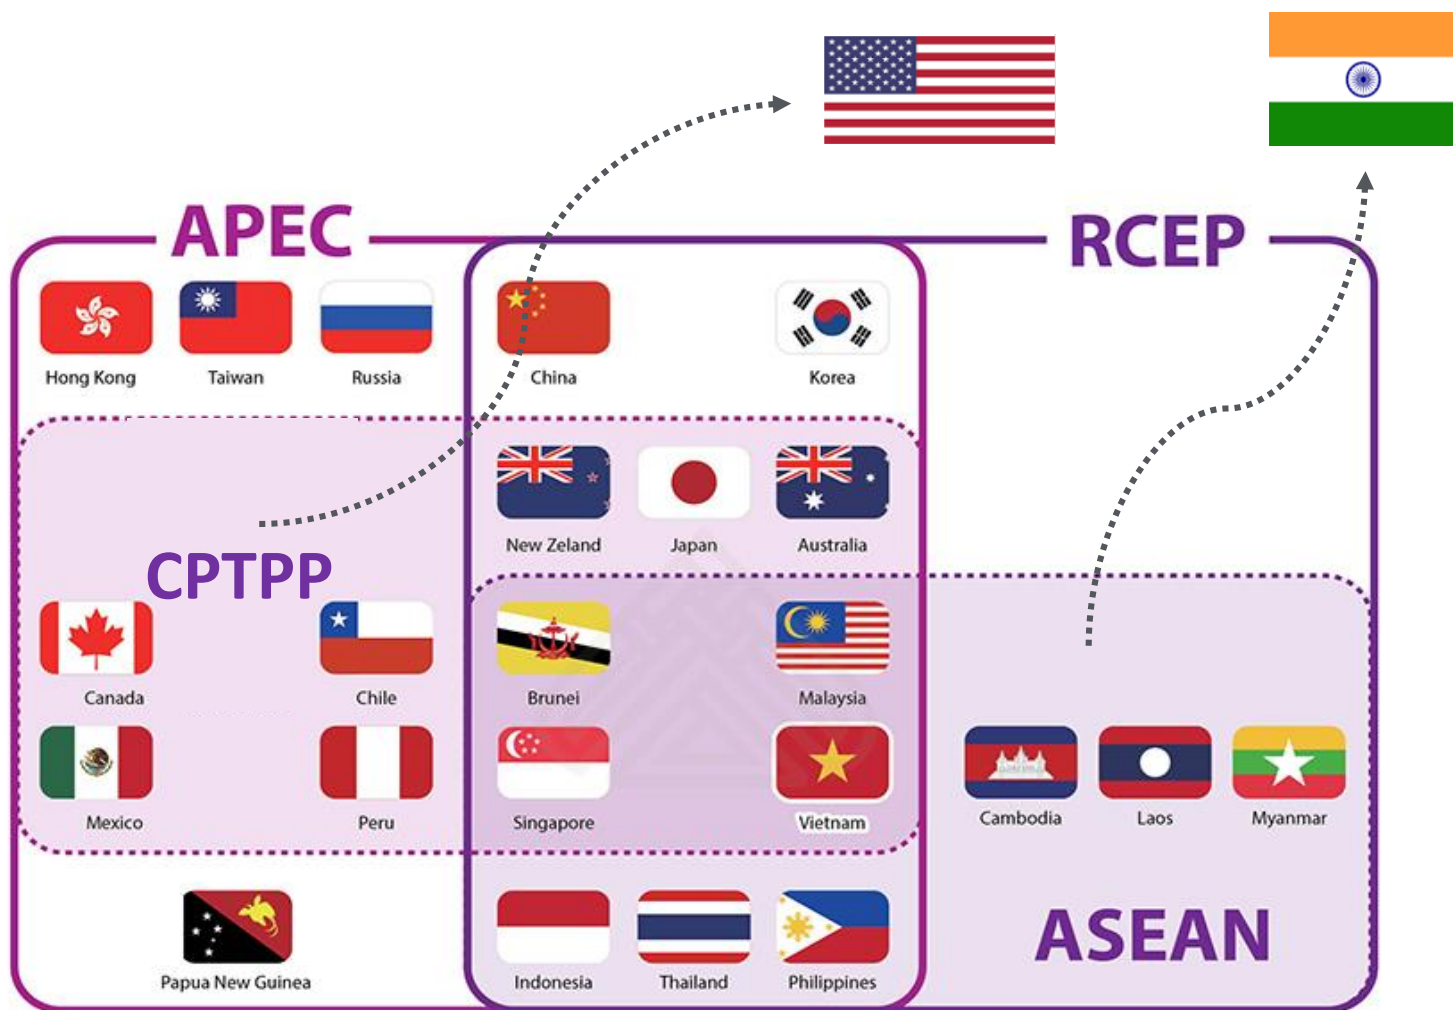 APEC
RCEP
Hong Kong
Taiwan
Russia
China
Korea
New Zeland
Japan
Australia
CPTPP
Canada
Chile
Brunei
Malaysia
Mexico
Peru
Singapore
Vietnam
Cambodia
Laos
Myanmar
ASEAN
Papua New Guinea
Indonesia
Thailand
Philippines